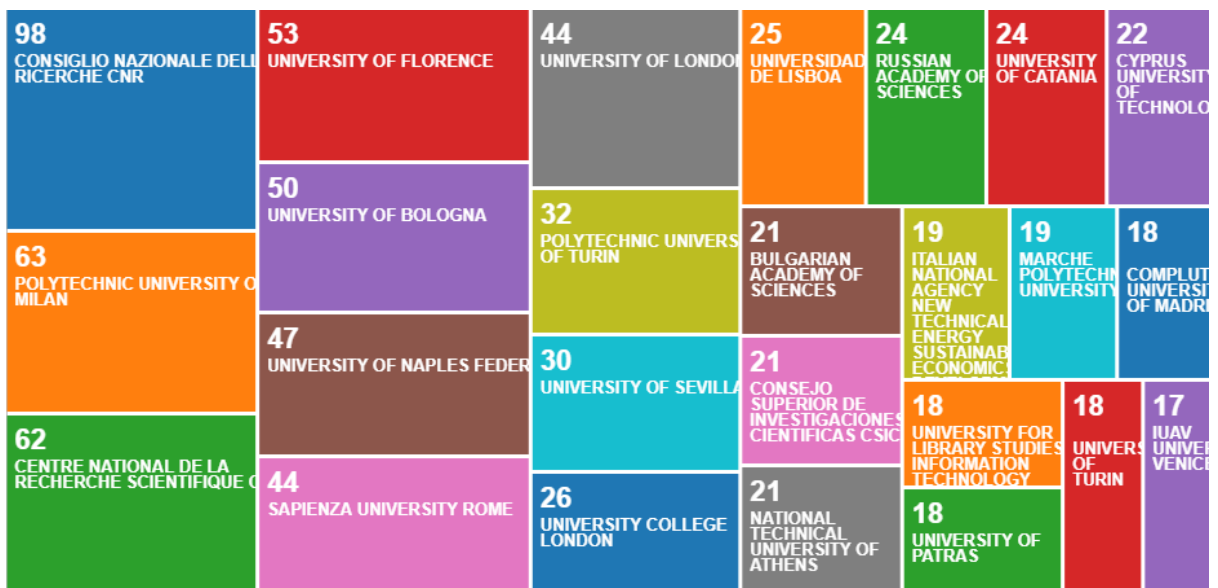 98
CONSIGLIO NAZIONALE DELL
RICERCHE CNR
63
POLYTECHNIC UNIVERSITY O
MILAN
62
CENTRE NATIONAL DE LA
RECHERCHE SCIENTIFIQUE C
53
UNIVERSITY OF FLORENCE
50
UNIVERSITY OF BOLOGNA
47
UNIVERSITY OF NAPLES FEDER
44
SAPIENZA UNIVERSITY ROME
44
UNIVERSITY OF LONDO
32
POLYTECHNIC UNIVERS
OF TURIN
30
UNIVERSITY OF SEVILLA
26
UNIVERSITY COLLEGE
LONDON
25
UNIVERSIDAD
DE LISBOA
24
RUSSIAN
ACADEMY OF
SCIENCES
24
UNIVERSITY
OF CATANIA
22
CYPRUS
UNIVERSITY
OF
TECHNOLO
21
BULGARIAN
ACADEMY OF
SCIENCES
21
CONSEJO
SUPERIOR DE
INVESTIGACIONES
CIENTIFICAS CSIC
21
NATIONAL
TECHNICAL
UNIVERSITY OF
ATHENS
19
ITALIAN
NATIONAL
AGENCY
NEW
TECHNICAL
ENERGY
SUSTAINAB
ECONOMIC
19
MARCHE
POLYTECHN
UNIVERSITY
18
COMPLUT
UNIVERSIT
OF MADRI
18
UNIVERSITY FOR
LIBRARY STUDIES
INFORMATION
TECHNOLOGY
18
UNIVERSITY OF
PATRAS
18
UNIVERS
OF
TURIN
17
IUAV
UNIVER
VENICE